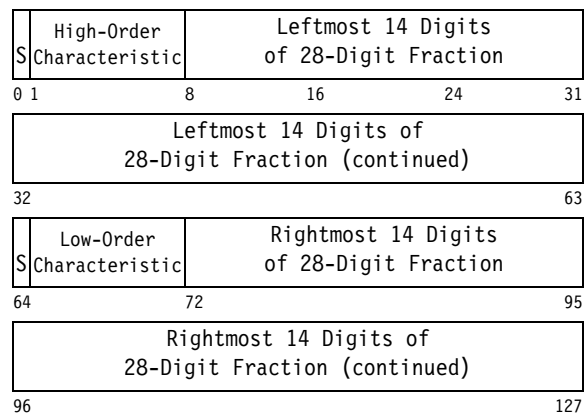 High-Order Leftmost 14 Digits
S Characteristic of 28-Digit Fraction
0 1 8 16 24 31
Leftmost 14 Digits of
28-Digit Fraction (continued)
32 63
Low-Order Rightmost 14 Digits
S Characteristic of 28-Digit Fraction
64 72 95
Rightmost 14 Digits of
28-Digit Fraction (continued)
96 127